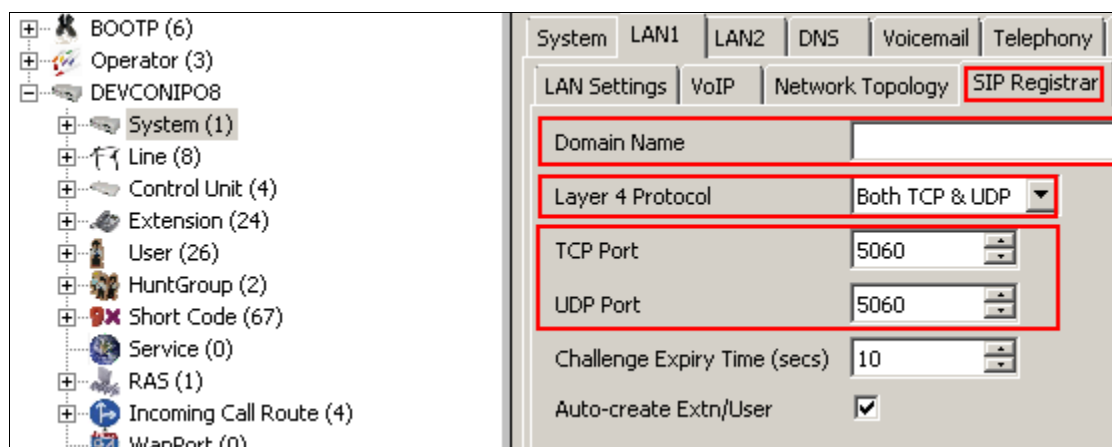 BOOTP (6)
Operator (3)
DEVCONIPO8
System (1)
Line (8)
Control Unit (4)
Extension (24)
User (26)
HuntGroup (2)
Short Code (67)
Service (0)
RAS (1)
Incoming Call Route (4)
WanPort (0)
System LAN1 LAN2 DNS Voicemail Telephony
LAN Settings VoIP Network Topology SIP Registrar
Domain Name
Layer 4 Protocol Both TCP & UDP
TCP Port 5060
UDP Port 5060
Challenge Expiry Time (secs) 10
Auto-create Extn/User